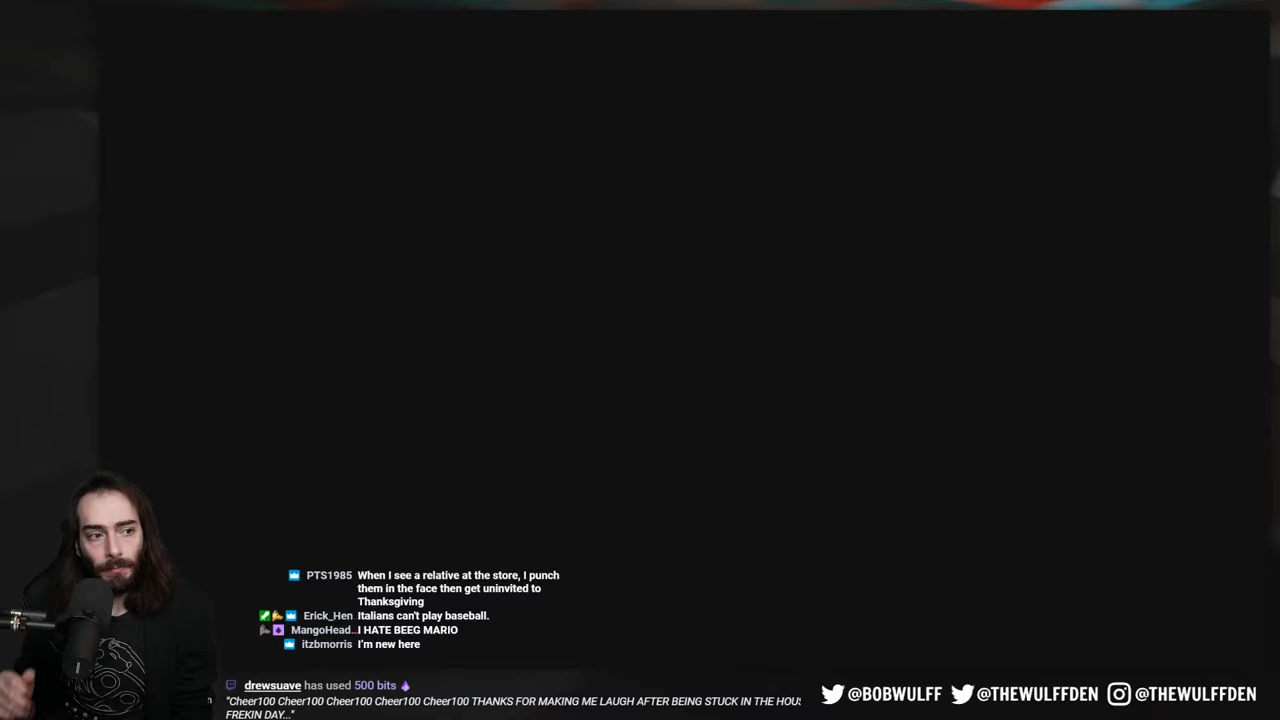 PTS1985 When I see a relative at the store, I punch
them in the face then get uninvited to
Thanksgiving
Erick_Hen Italians can't play baseball.
MangoHead… I HATE BEEG MARIO
itzbmorris I'm new here
drewsuave has used 500 bits
"Cheer100 Cheer100 Cheer100 Cheer100 Cheer100 THANKS FOR MAKING ME LAUGH AFTER BEING STUCK IN THE HOU
FREKIN DAY..."
@BOBWULFF @THEWULFFDEN @THEWULFFDEN